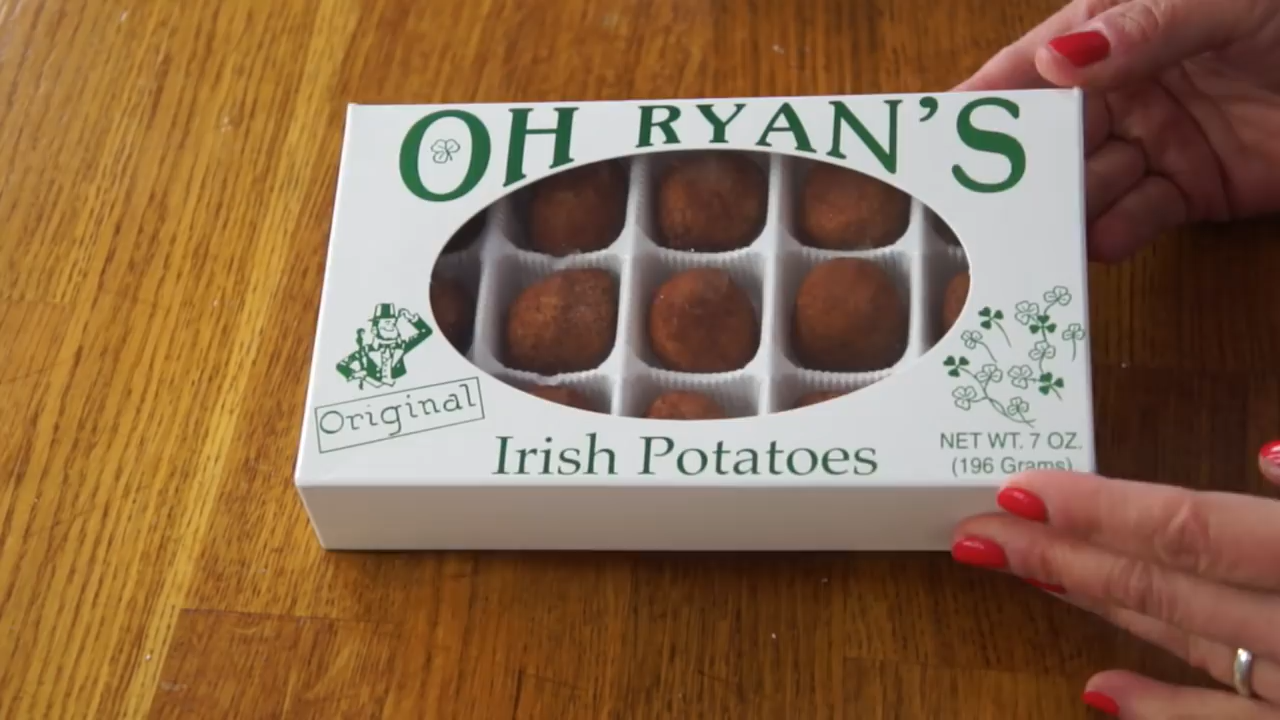 OH RYAN'S
Original
Irish Potatoes
NET WT. 7 OZ.
(196 Grams)